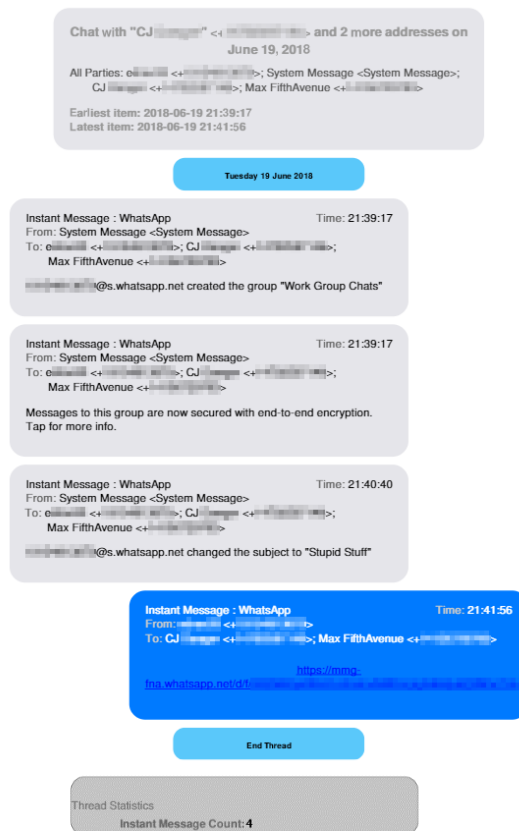 Chat with "CJ " <+ > and 2 more addresses on
June 19, 2018
All Parties: e <+ >; System Message <System Message>;
CJ <+ >; Max FifthAvenue <+ >
Earliest item: 2018-06-19 21:39:17
Latest item: 2018-06-19 21:41:56
Tuesday 19 June 2018
Instant Message : WhatsApp Time: 21:39:17
From: System Message <System Message>
To: e <+ >; CJ <+ >;
Max FifthAvenue <+ >
@s.whatsapp.net created the group "Work Group Chats"
Instant Message : WhatsApp Time: 21:39:17
From: System Message <System Message>
To: e <+ >; CJ <+ >;
Max FifthAvenue <+ >
Messages to this group are now secured with end-to-end encryption.
Tap for more info.
Instant Message : WhatsApp Time: 21:40:40
From: System Message <System Message>
To: e <+ >; CJ <+ >;
Max FifthAvenue <+ >
@s.whatsapp.net changed the subject to "Stupid Stuff"
Instant Message : WhatsApp Time: 21:41:56
From: <+ >
To: CJ <+ >; Max FifthAvenue <+ >
https://mmg-
fna.whatsapp.net/d/f/
End Thread
Thread Statistics
Instant Message Count: 4